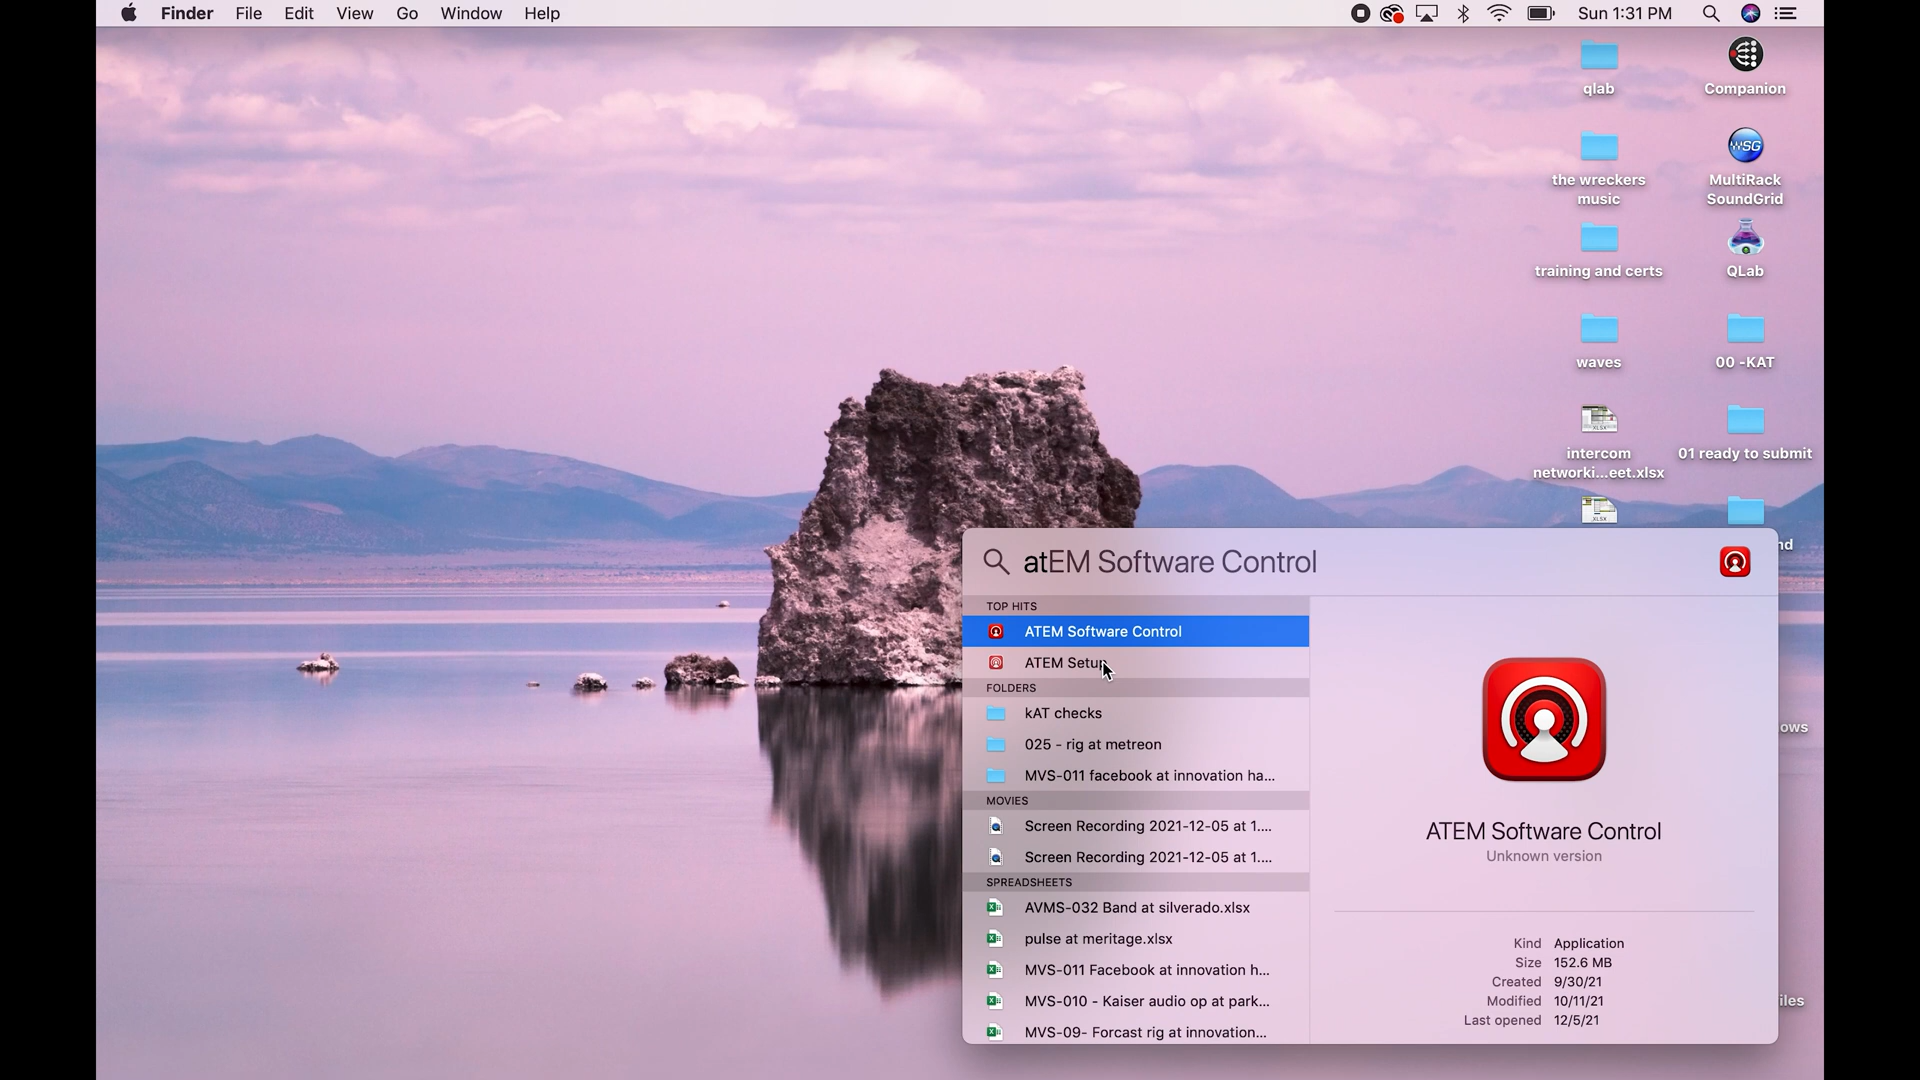 Finder File Edit View Go Window Help Sun 1:31 PM
qlab
Companion
the wreckers
music
WSG
MultiRack
SoundGrid
training and certs
QLab
waves
00 -KAT
XLSX
intercom
networki...eet.xlsx
01 ready to submit
XLSX
nd
ows
iles
atEM Software Control
TOP HITS
ATEM Software Control
ATEM Setup
FOLDERS
kAT checks
025 - rig at metreon
MVS-011 facebook at innovation ha...
MOVIES
Screen Recording 2021-12-05 at 1....
Screen Recording 2021-12-05 at 1....
SPREADSHEETS
AVMS-032 Band at silverado.xlsx
pulse at meritage.xlsx
MVS-011 Facebook at innovation h...
MVS-010 - Kaiser audio op at park...
MVS-09- Forcast rig at innovation...
ATEM Software Control
Unknown version
Kind Application
Size 152.6 MB
Created 9/30/21
Modified 10/11/21
Last opened 12/5/21